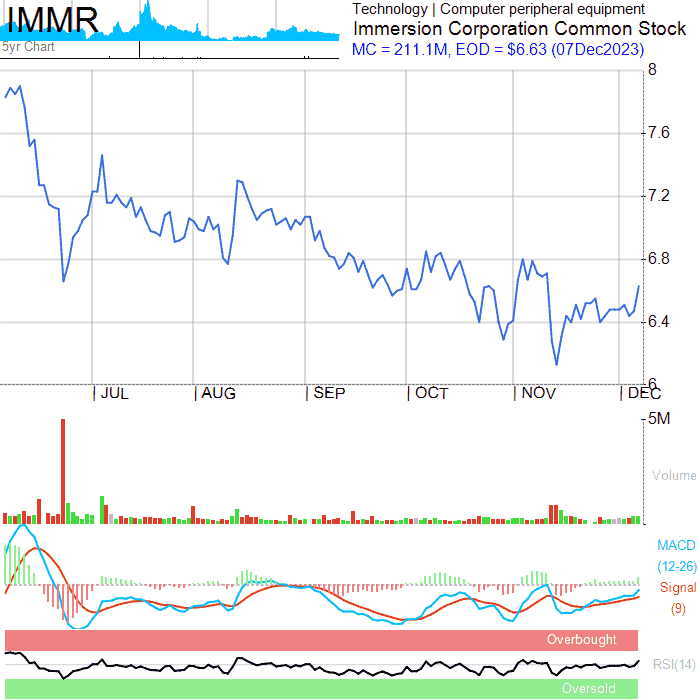 IMMR
5yr Chart
Technology | Computer peripheral equipment
Immersion Corporation Common Stock
MC = 211.1M, EOD = $6.63 (07Dec2023)
8
7.6
7.2
6.8
6.4
6
JUL
AUG
SEP
OCT
NOV
DEC
5M
Volume
MACD
(12-26)
Signal
(9)
Overbought
RSI(14)
Oversold